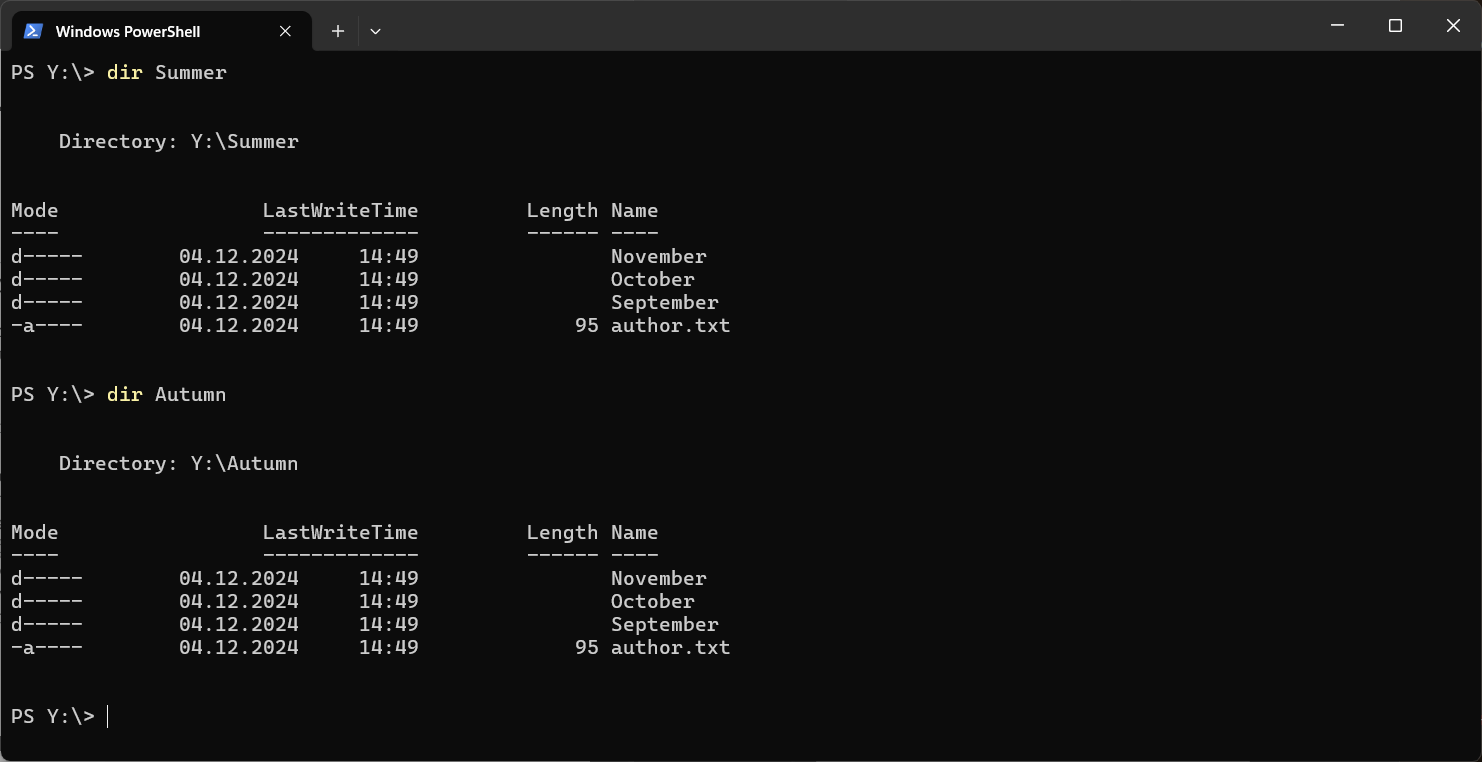 Windows PowerShell
PS Y:\> dir Summer
    Directory: Y:\Summer
Mode                 LastWriteTime         Length Name
----                 -------------         ------ ----
d-----        04.12.2024     14:49                November
d-----        04.12.2024     14:49                October
d-----        04.12.2024     14:49                September
-a----        04.12.2024     14:49             95 author.txt
PS Y:\> dir Autumn
    Directory: Y:\Autumn
Mode                 LastWriteTime         Length Name
----                 -------------         ------ ----
d-----        04.12.2024     14:49                November
d-----        04.12.2024     14:49                October
d-----        04.12.2024     14:49                September
-a----        04.12.2024     14:49             95 author.txt
PS Y:\>